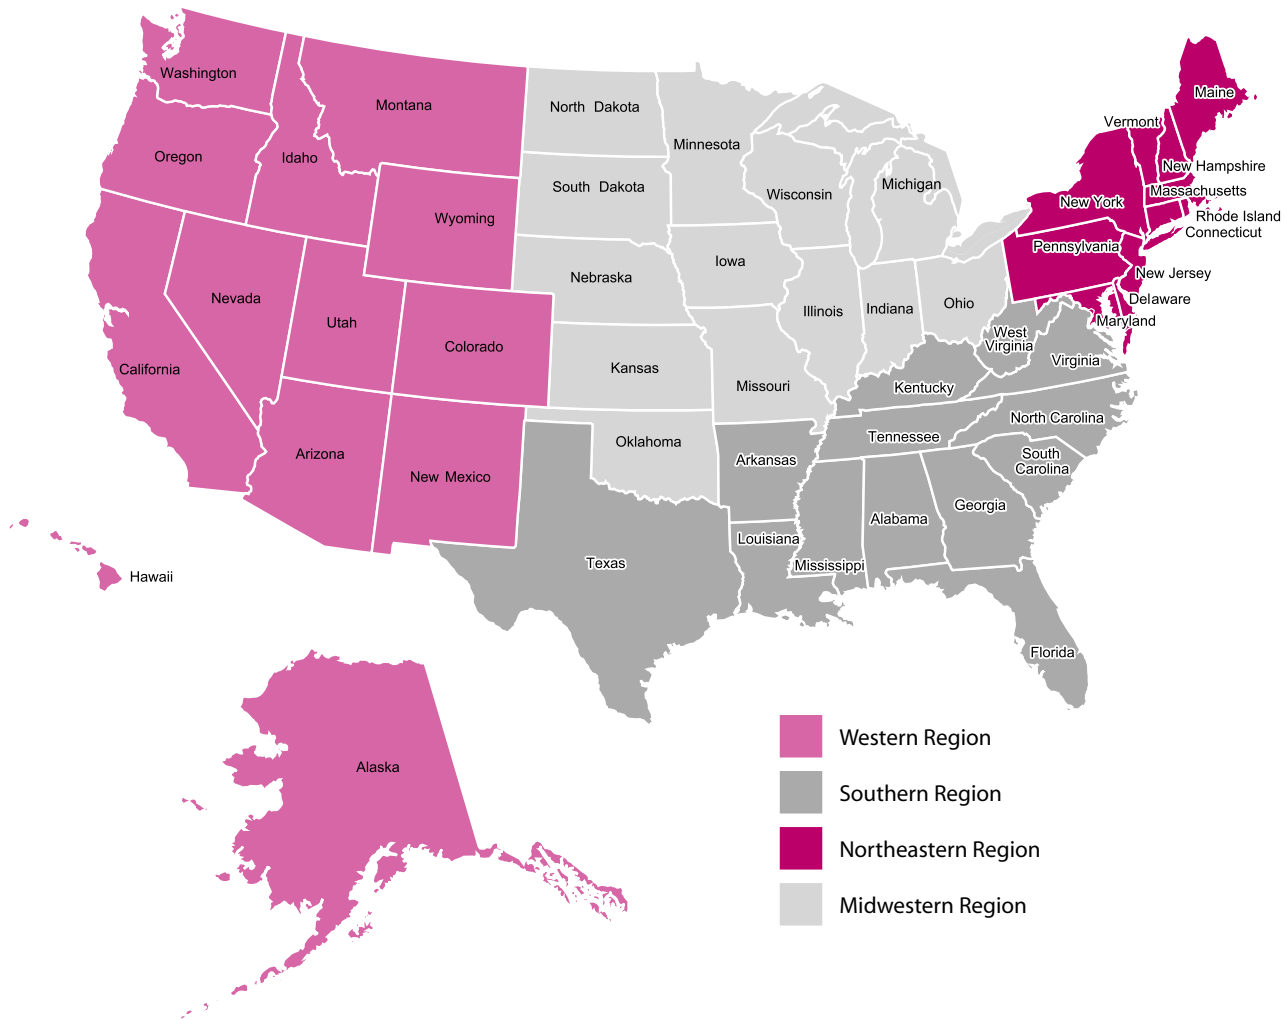 Washington
Montana
North Dakota
Maine
Vermont
Minnesota
Oregon
Idaho
New Hampshire
South Dakota
Michigan
Massachusetts
Wisconsin
New York
Rhode Island
Wyoming
Connecticut
Pennsylvania
Iowa
New Jersey
Nebraska
Nevada
Delaware
Ohio
Indiana
Illinois
Utah
Maryland
West
Virginia
Colorado
Virginia
California
Kansas
Missouri
Kentucky
North Carolina
Tennessee
Oklahoma
Arizona
South
Carolina
Arkansas
New Mexico
Georgia
Alabama
Louisiana
Texas
Mississippi
Hawaii
Florida
Alaska
Western Region
Southern Region
Northeastern Region
Midwestern Region